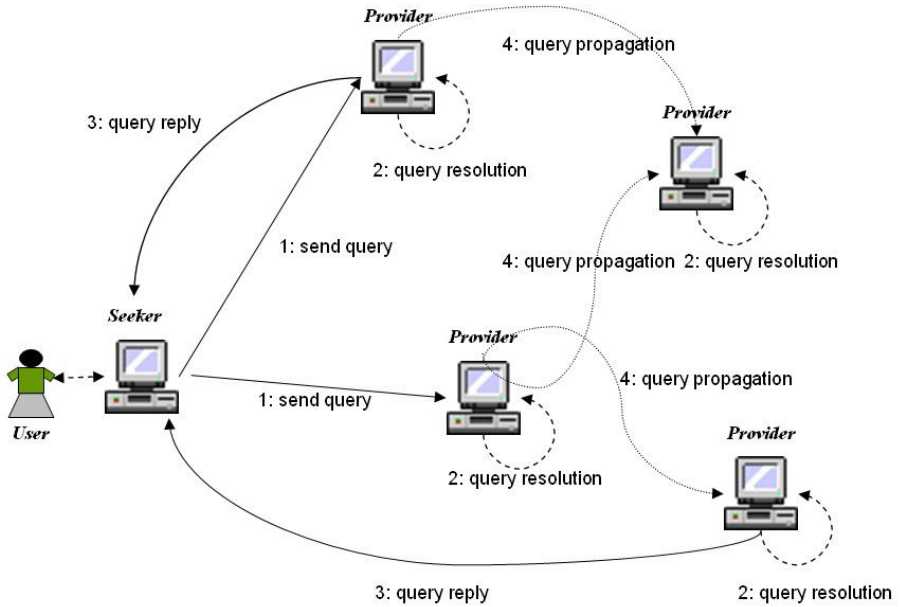 Provider
4: query propagation
Provider
3: query reply
2: query resolution
1: send query
4: query propagation
2: query resolution
Seeker
Provider
4: query propagation
1: send query
User
Provider
2: query resolution
3: query reply
2: query resolution